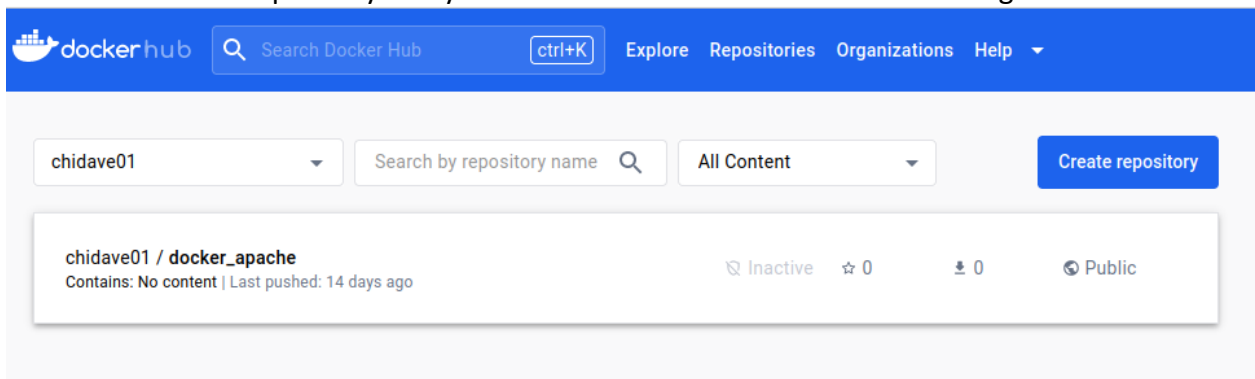 dockerhub Search Docker Hub ctrl+K Explore Repositories Organizations Help
chidave01 Search by repository name All Content Create repository
chidave01 / docker_apache Inactive 0 0 Public
Contains: No content | Last pushed: 14 days ago